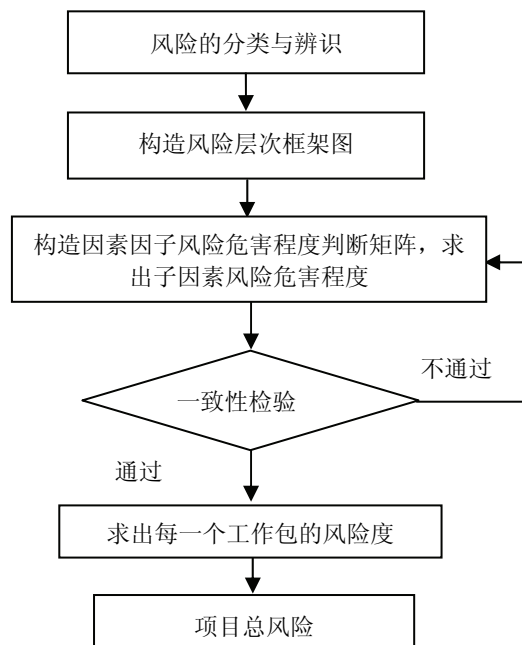 风险的分类与辨识
构造风险层次框架图
构造因素因子风险危害程度判断矩阵，求
出子因素风险危害程度
不通过
一致性检验
通过
求出每一个工作包的风险度
项目总风险